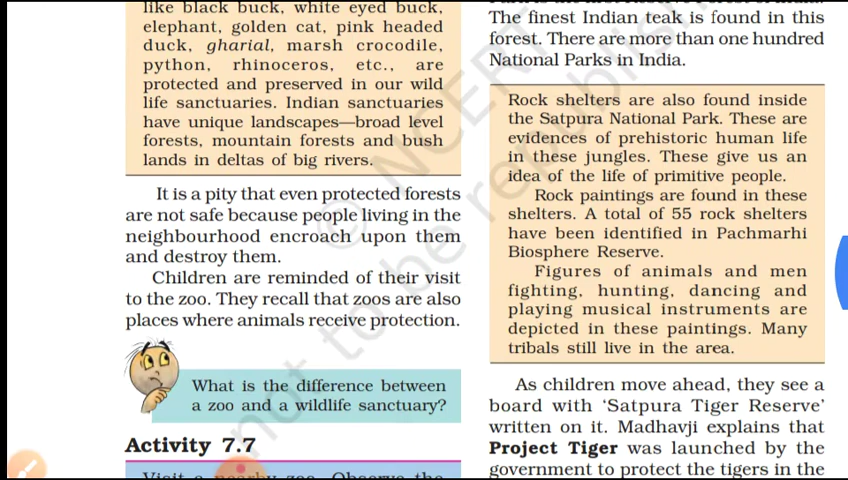 like black buck, white eyed buck,
elephant, golden cat, pink headed
duck, gharial, marsh crocodile,
python, rhinoceros, etc., are
protected and preserved in our wild
life sanctuaries. Indian sanctuaries
have unique landscapes—broad level
forests, mountain forests and bush
lands in deltas of big rivers.
It is a pity that even protected forests
are not safe because people living in the
neighbourhood encroach upon them
and destroy them.
Children are reminded of their visit
to the zoo. They recall that zoos are also
places where animals receive protection.
What is the difference between
a zoo and a wildlife sanctuary?
Activity 7.7
Visit a nearby zoo. Observe the
The finest Indian teak is found in this
forest. There are more than one hundred
National Parks in India.
Rock shelters are also found inside
the Satpura National Park. These are
evidences of prehistoric human life
in these jungles. These give us an
idea of the life of primitive people.
Rock paintings are found in these
shelters. A total of 55 rock shelters
have been identified in Pachmarhi
Biosphere Reserve.
Figures of animals and men
fighting, hunting, dancing and
playing musical instruments are
depicted in these paintings. Many
tribals still live in the area.
As children move ahead, they see a
board with ‘Satpura Tiger Reserve’
written on it. Madhavji explains that
Project Tiger was launched by the
government to protect the tigers in the
© NCERT
not to be republish